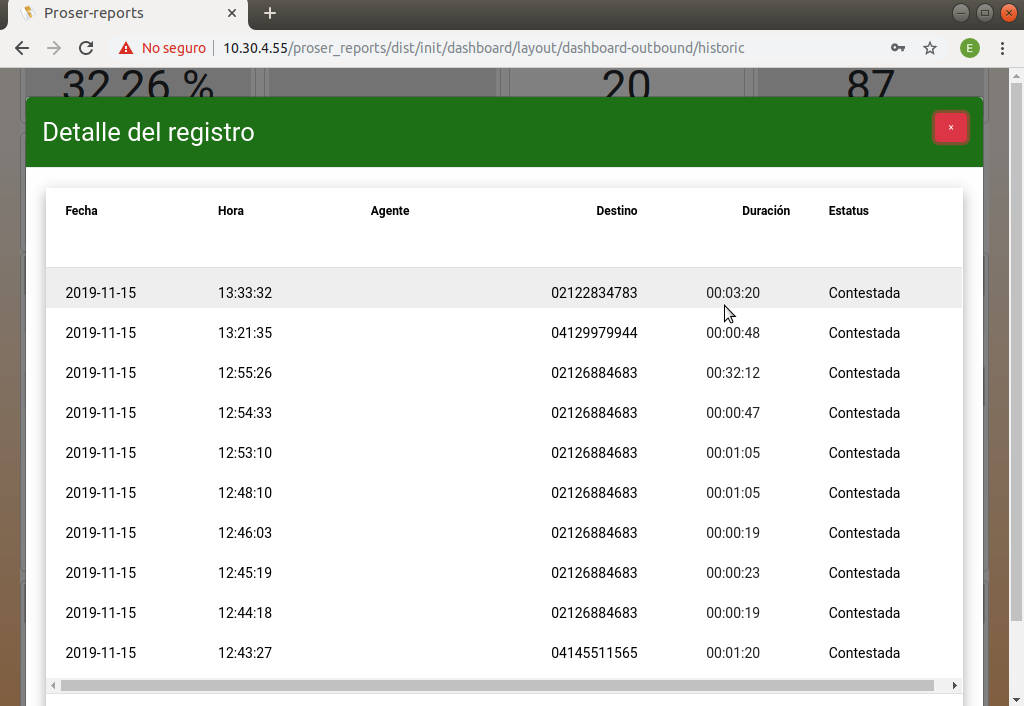 Proser-reports
No seguro
10.30.4.55/proser_reports/dist/init/dashboard/layout/dashboard-outbound/historic
E
32 26 % 20 87
Detalle del registro
×
Fecha Hora Agente Destino Duración Estatus
2019-11-15 13:33:32 02122834783 00:03:20 Contestada
2019-11-15 13:21:35 04129979944 00:00:48 Contestada
2019-11-15 12:55:26 02126884683 00:32:12 Contestada
2019-11-15 12:54:33 02126884683 00:00:47 Contestada
2019-11-15 12:53:10 02126884683 00:01:05 Contestada
2019-11-15 12:48:10 02126884683 00:01:05 Contestada
2019-11-15 12:46:03 02126884683 00:00:19 Contestada
2019-11-15 12:45:19 02126884683 00:00:23 Contestada
2019-11-15 12:44:18 02126884683 00:00:19 Contestada
2019-11-15 12:43:27 04145511565 00:01:20 Contestada